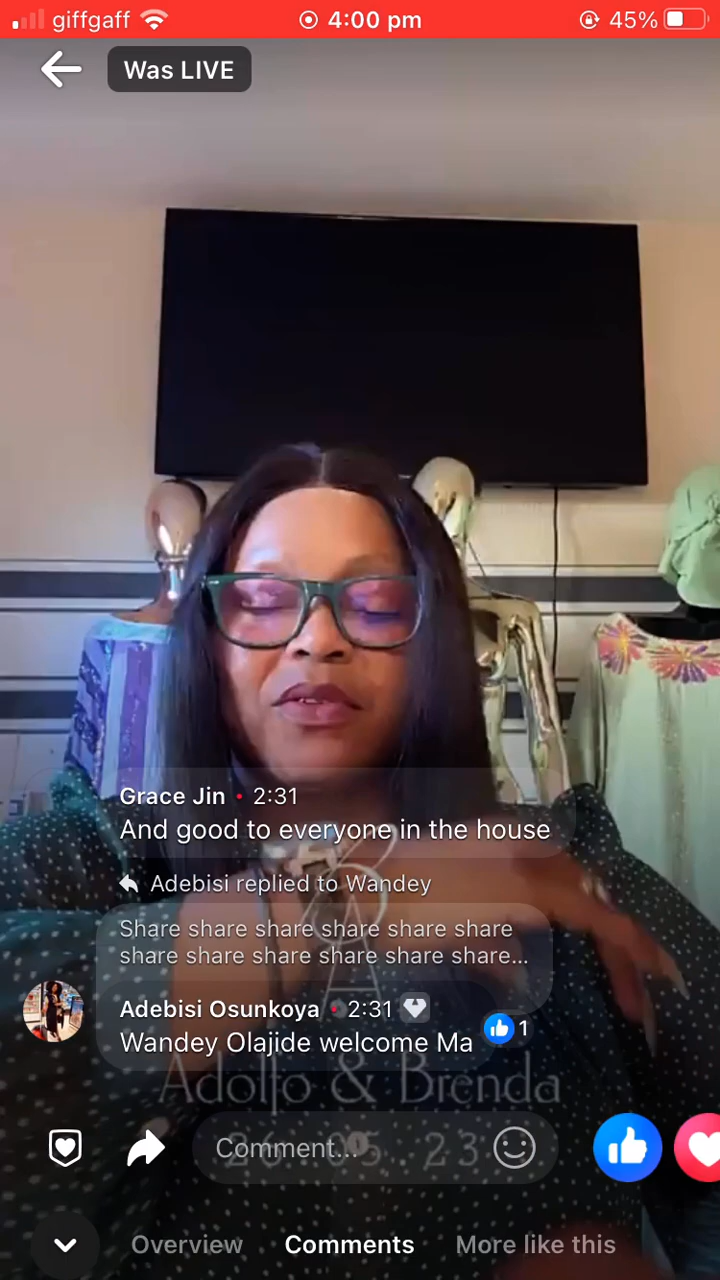 giffgaff 4:00 pm 45%
Was LIVE
Grace Jin • 2:31
And good to everyone in the house
Adebisi replied to Wandey
Share share share share share share
share share share share share share...
Adebisi Osunkoya • 2:31
Wandey Olajide welcome Ma
1
Adolfo & Brenda
Comment...
Overview Comments More like this